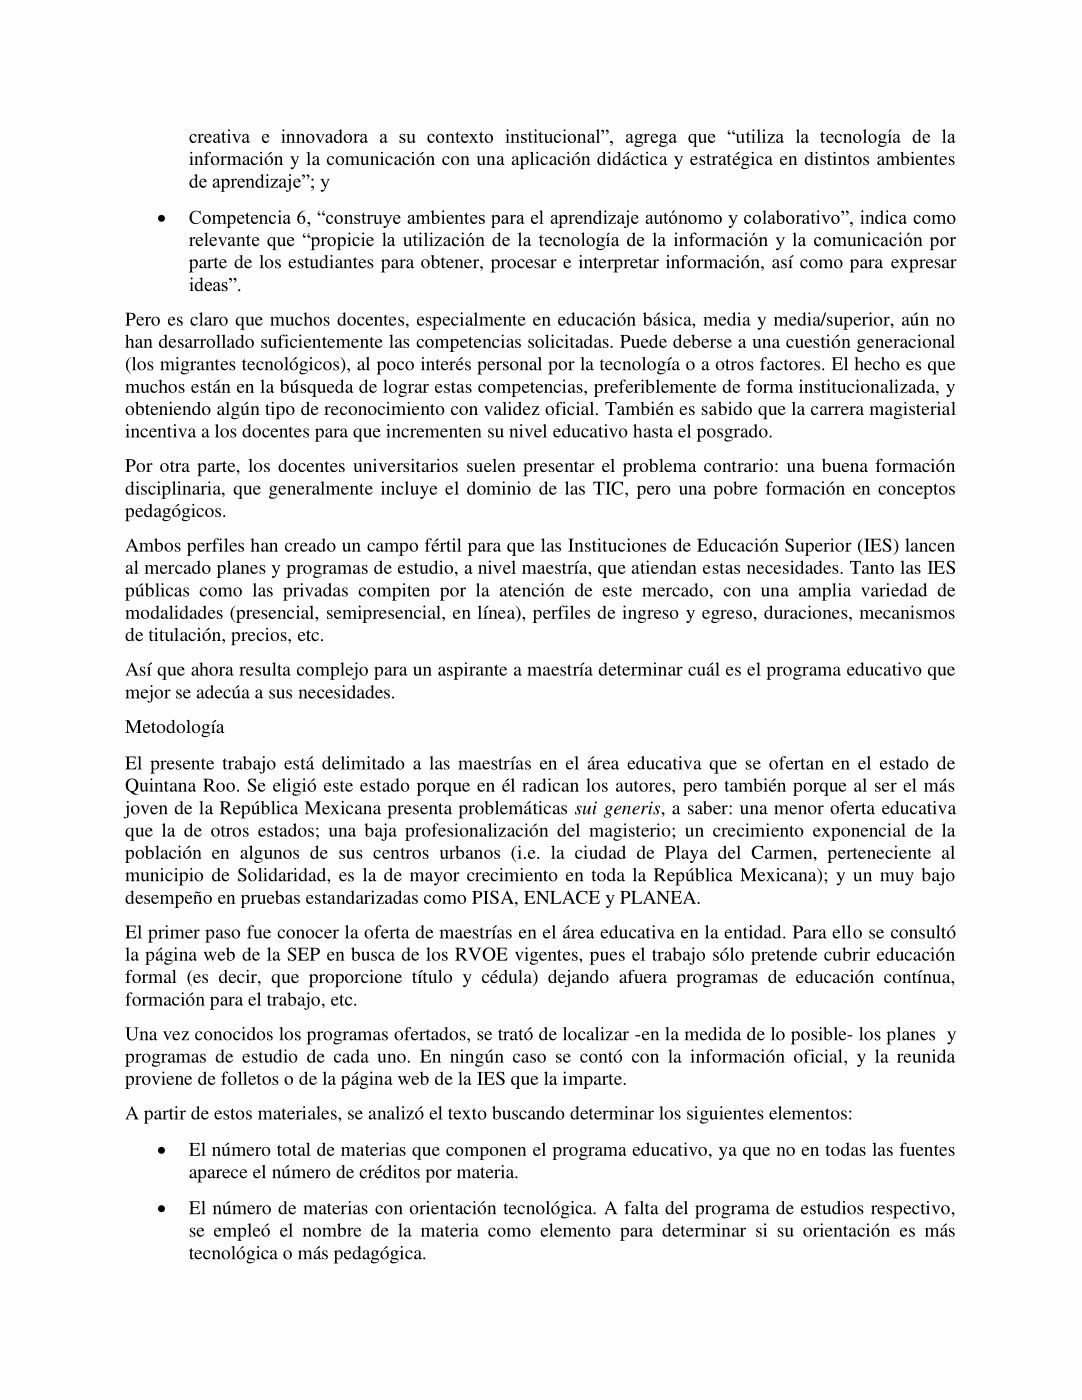 creativa e innovadora a su contexto institucional”, agrega que “utiliza la tecnología de la
información y la comunicación con una aplicación didáctica y estratégica en distintos ambientes
de aprendizaje”; y
• Competencia 6, “construye ambientes para el aprendizaje autónomo y colaborativo”, indica como
relevante que “propicie la utilización de la tecnología de la información y la comunicación por
parte de los estudiantes para obtener, procesar e interpretar información, así como para expresar
ideas”.
Pero es claro que muchos docentes, especialmente en educación básica, media y media/superior, aún no
han desarrollado suficientemente las competencias solicitadas. Puede deberse a una cuestión generacional
(los migrantes tecnológicos), al poco interés personal por la tecnología o a otros factores. El hecho es que
muchos están en la búsqueda de lograr estas competencias, preferiblemente de forma institucionalizada, y
obteniendo algún tipo de reconocimiento con validez oficial. También es sabido que la carrera magisterial
incentiva a los docentes para que incrementen su nivel educativo hasta el posgrado.
Por otra parte, los docentes universitarios suelen presentar el problema contrario: una buena formación
disciplinaria, que generalmente incluye el dominio de las TIC, pero una pobre formación en conceptos
pedagógicos.
Ambos perfiles han creado un campo fértil para que las Instituciones de Educación Superior (IES) lancen
al mercado planes y programas de estudio, a nivel maestría, que atiendan estas necesidades. Tanto las IES
públicas como las privadas compiten por la atención de este mercado, con una amplia variedad de
modalidades (presencial, semipresencial, en línea), perfiles de ingreso y egreso, duraciones, mecanismos
de titulación, precios, etc.
Así que ahora resulta complejo para un aspirante a maestría determinar cuál es el programa educativo que
mejor se adecúa a sus necesidades.
Metodología
El presente trabajo está delimitado a las maestrías en el área educativa que se ofertan en el estado de
Quintana Roo. Se eligió este estado porque en él radican los autores, pero también porque al ser el más
joven de la República Mexicana presenta problemáticas sui generis, a saber: una menor oferta educativa
que la de otros estados; una baja profesionalización del magisterio; un crecimiento exponencial de la
población en algunos de sus centros urbanos (i.e. la ciudad de Playa del Carmen, perteneciente al
municipio de Solidaridad, es la de mayor crecimiento en toda la República Mexicana); y un muy bajo
desempeño en pruebas estandarizadas como PISA, ENLACE y PLANEA.
El primer paso fue conocer la oferta de maestrías en el área educativa en la entidad. Para ello se consultó
la página web de la SEP en busca de los RVOE vigentes, pues el trabajo sólo pretende cubrir educación
formal (es decir, que proporcione título y cédula) dejando afuera programas de educación contínua,
formación para el trabajo, etc.
Una vez conocidos los programas ofertados, se trató de localizar -en la medida de lo posible- los planes y
programas de estudio de cada uno. En ningún caso se contó con la información oficial, y la reunida
proviene de folletos o de la página web de la IES que la imparte.
A partir de estos materiales, se analizó el texto buscando determinar los siguientes elementos:
• El número total de materias que componen el programa educativo, ya que no en todas las fuentes
aparece el número de créditos por materia.
• El número de materias con orientación tecnológica. A falta del programa de estudios respectivo,
se empleó el nombre de la materia como elemento para determinar si su orientación es más
tecnológica o más pedagógica.